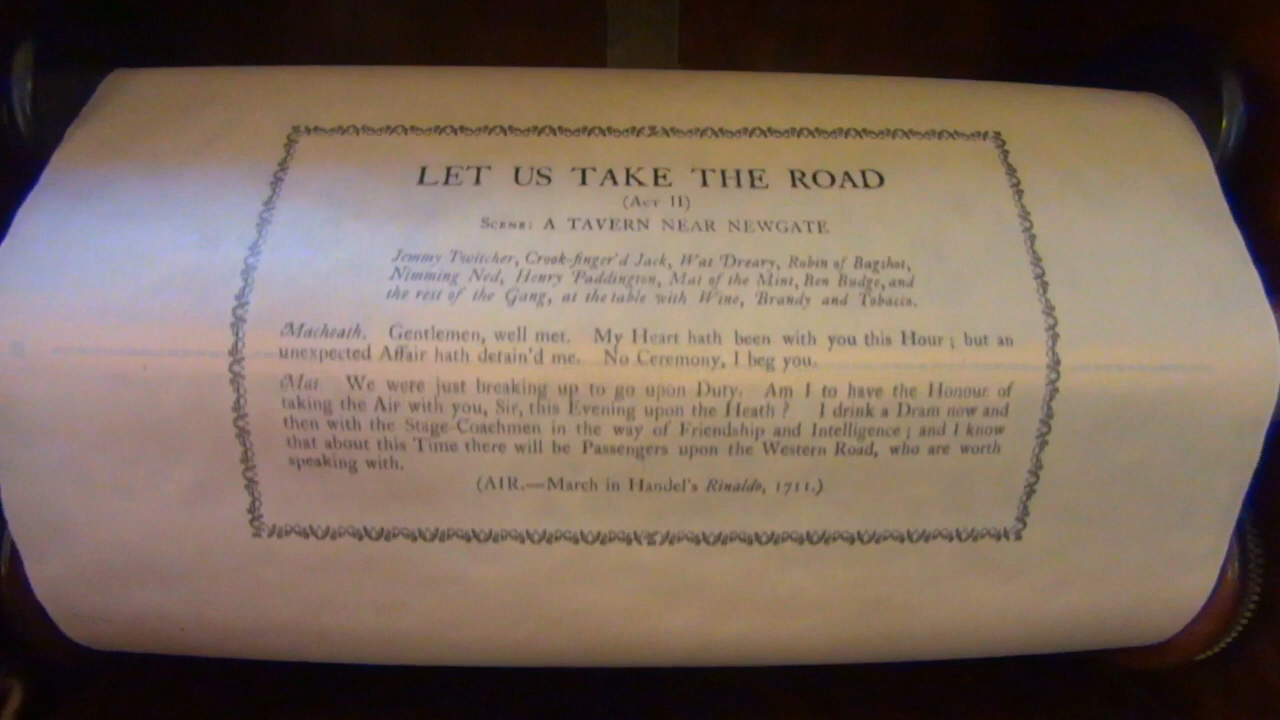 LET US TAKE THE ROAD
(Act II)
Scene: A TAVERN NEAR NEWGATE
Jemmy Twitcher, Crook-finger'd Jack, Wat Dreary, Robin of Bagshot,
Nimming Ned, Henry Paddington, Mat of the Mint, Ben Budge, and
the rest of the Gang, at the table with Wine, Brandy and Tobacco.
Macheath. Gentlemen, well met. My Heart hath been with you this Hour; but an
unexpected Affair hath detain'd me. No Ceremony, I beg you.
Mat We were just breaking up to go upon Duty. Am I to have the Honour of
taking the Air with you, Sir, this Evening upon the Heath? I drink a Dram now and
then with the Stage-Coachmen in the way of Friendship and Intelligence; and I know
that about this Time there will be Passengers upon the Western Road, who are worth
speaking with.
(AIR.—March in Handel's Rinaldo, 1711.)